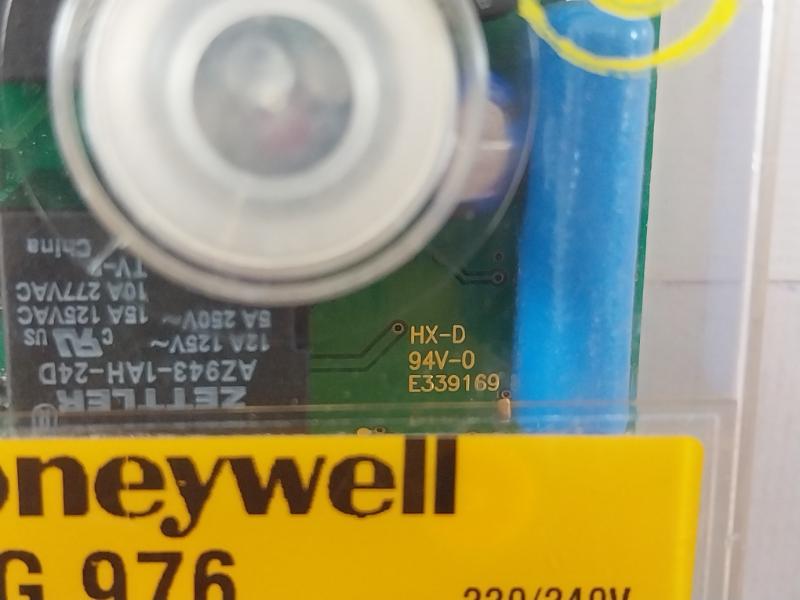 China
TV-
10A 277VAC
15A 125VAC
5A 250V~
c US
12A 125V~
AZ943-1AH-24D
ZETTLER
HX-D
94V-0
E339169
oneywell
G 976
220/240V